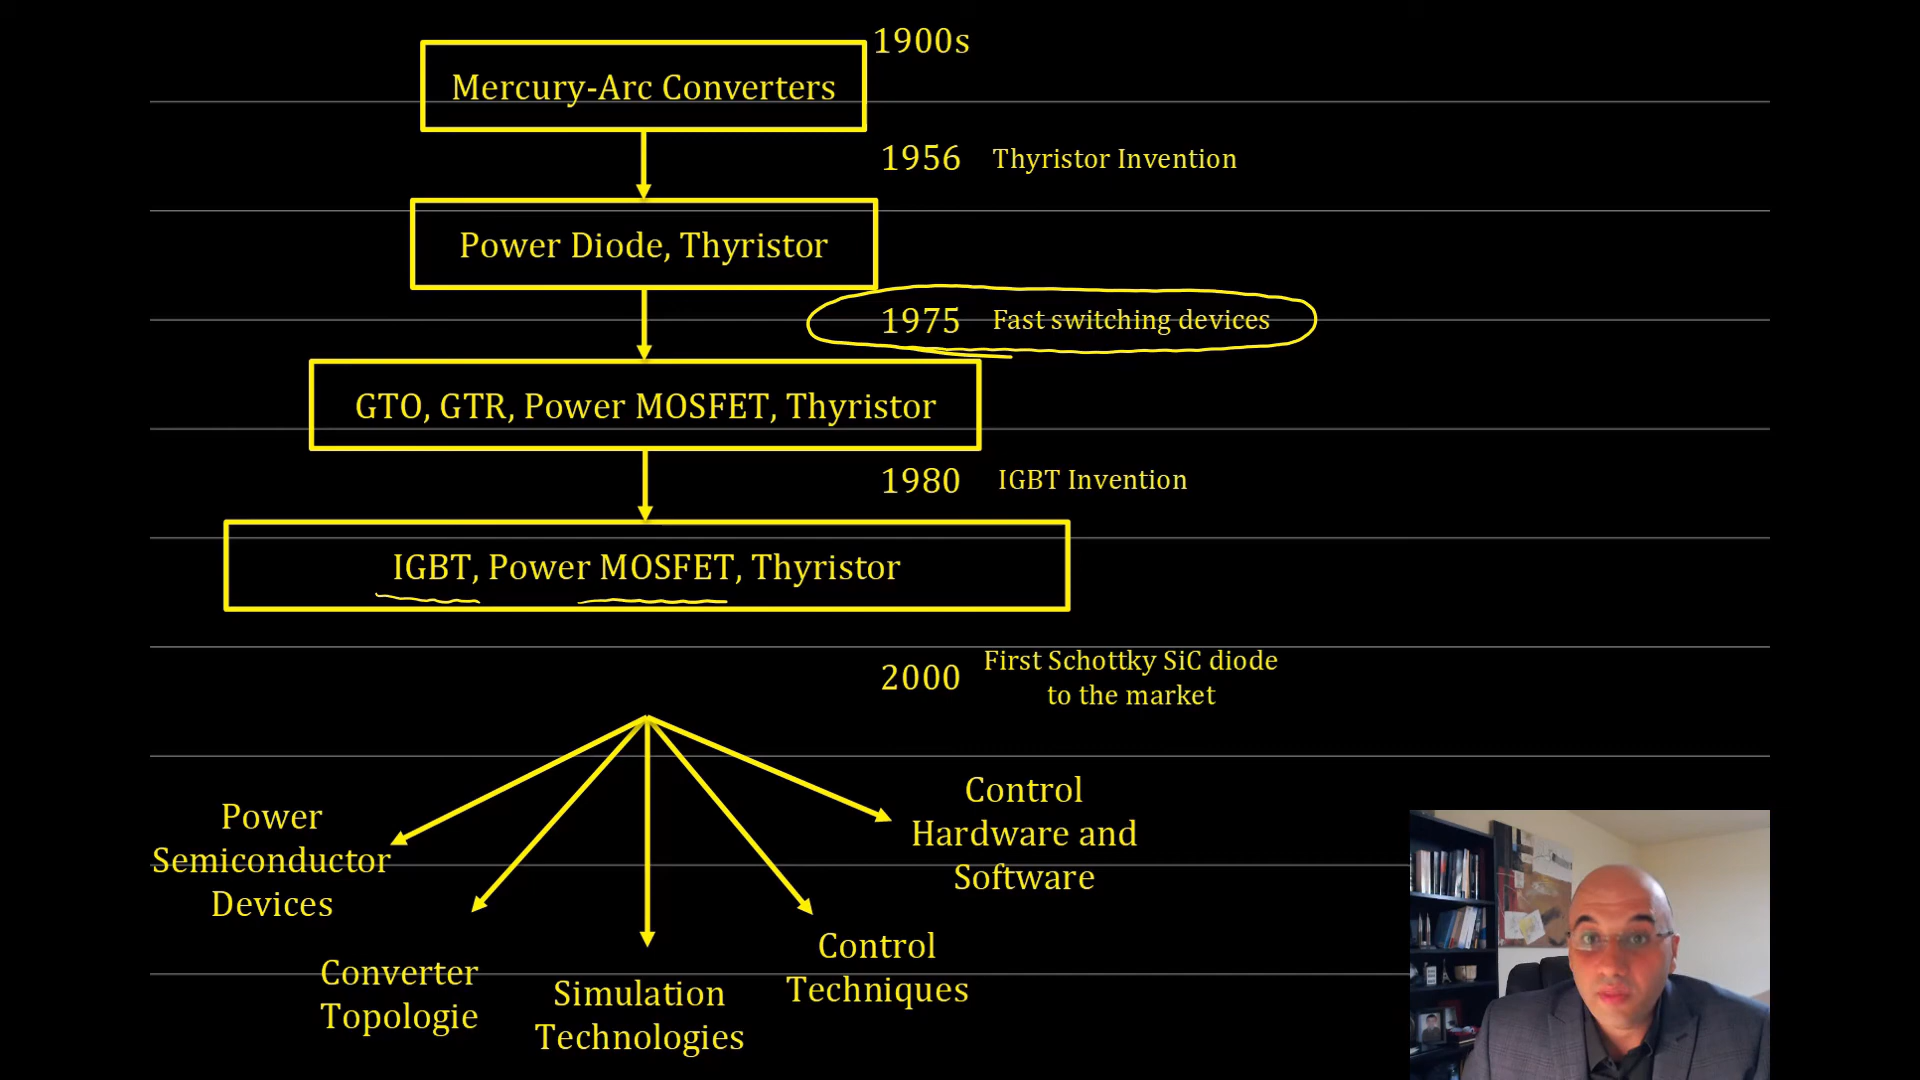 1900s
Mercury-Arc Converters
1956 Thyristor Invention
Power Diode, Thyristor
1975 Fast switching devices
GTO, GTR, Power MOSFET, Thyristor
1980 IGBT Invention
IGBT, Power MOSFET, Thyristor
2000
First Schottky SiC diode
to the market
Power
Semiconductor
Devices
Converter
Topologie
Simulation
Technologies
Control
Techniques
Control
Hardware and
Software